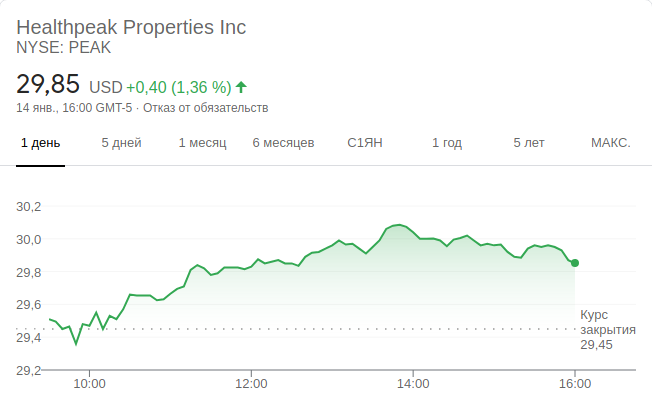 Healthpeak Properties Inc
NYSE: PEAK
29,85 USD +0,40 (1,36 %)
14 янв., 16:00 GMT-5 · Отказ от обязательств
1 день 5 дней 1 месяц 6 месяцев С1ЯН 1 год 5 лет МАКС.
30,2
30,0
29,8
29,6
29,4
29,2
Курс
закрытия
29,45
10:00 12:00 14:00 16:00